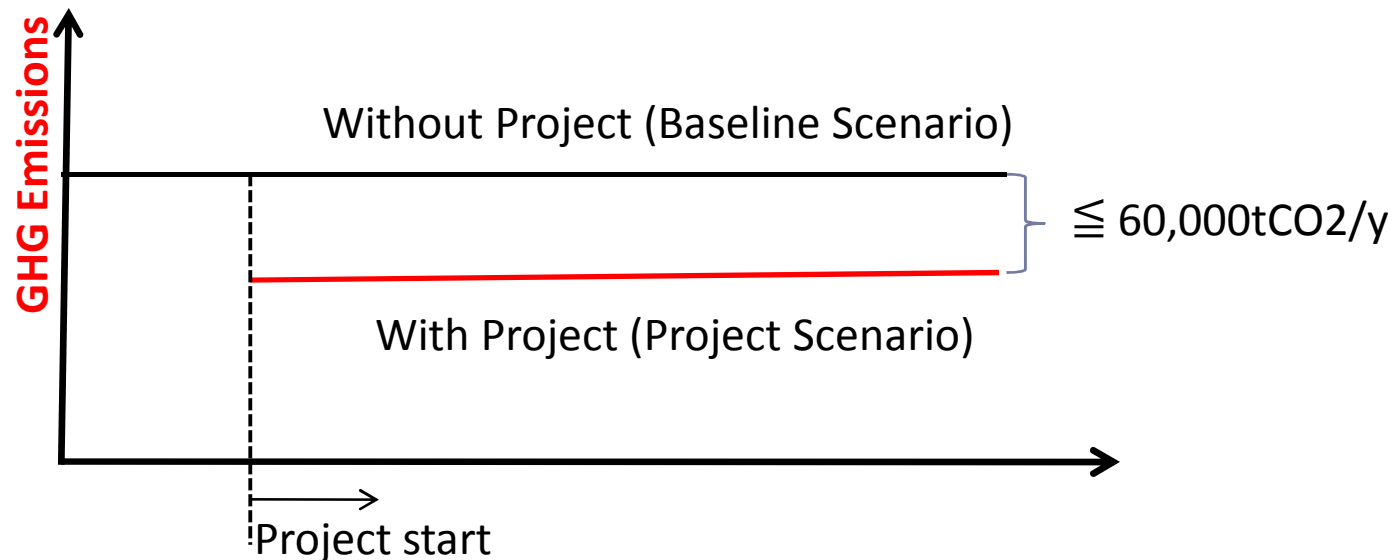 GHG Emissions
Without Project (Baseline Scenario)
≦ 60,000tCO2/y
With Project (Project Scenario)
Project start